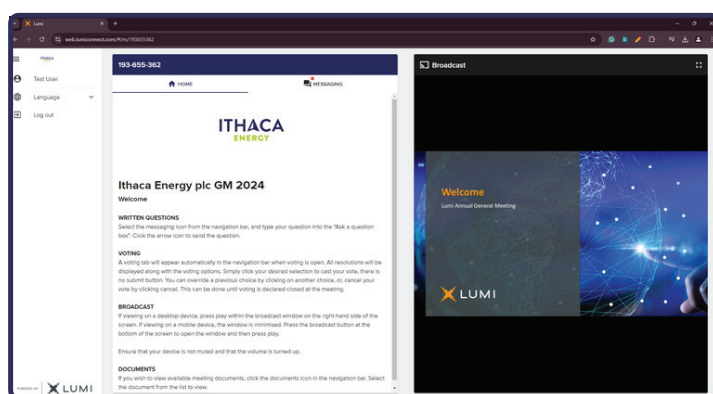 Lumi
web.lumiconnect.com/#/m/193655362
ITHACA
Test User
Language
Log out
POWERED BY LUMI
193-655-362
HOME
MESSAGING
ITHACA
ENERGY
Ithaca Energy plc GM 2024
Welcome
WRITTEN QUESTIONS
Select the messaging icon from the navigation bar, and type your question into the "Ask a question
box". Click the arrow icon to send the question.
VOTING
A voting tab will appear automatically in the navigation bar when voting is open. All resolutions will be
displayed along with the voting options. Simply click your desired selection to cast your vote, there is
no submit button. You can override a previous choice by clicking on another choice, or, cancel your
vote by clicking cancel. This can be done until voting is declared closed at the meeting.
BROADCAST
If viewing on a desktop device, press play within the broadcast window on the right-hand side of the
screen. If viewing on a mobile device, the window is minimised. Press the broadcast button at the
bottom of the screen to open the window and then press play.
Ensure that your device is not muted and that the volume is turned up.
DOCUMENTS
If you wish to view available meeting documents, click the documents icon in the navigation bar. Select
the document from the list to view.
Broadcast
Welcome
Lumi Annual General Meeting
LUMI